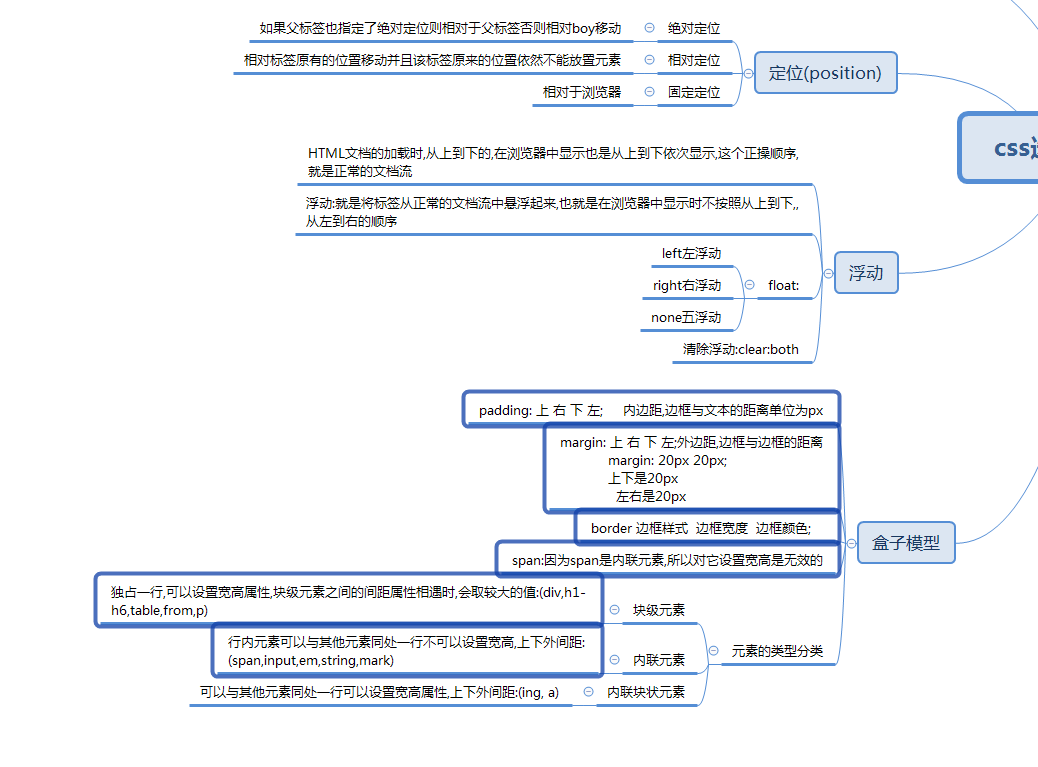 如果父标签也指定了绝对定位则相对于父标签否则相对boy移动
绝对定位
相对标签原有的位置移动并且该标签原来的位置依然不能放置元素
相对定位
相对于浏览器
固定定位
定位(position)
HTML文档的加载时,从上到下的,在浏览器中显示也是从上到下依次显示,这个正操顺序,
就是正常的文档流
浮动:就是将标签从正常的文档流中悬浮起来,也就是在浏览器中显示时不按照从上到下,,
从左到右的顺序
left左浮动
right右浮动
none五浮动
float:
清除浮动:clear:both
浮动
padding: 上 右 下 左; 内边距,边框与文本的距离单位为px
margin: 上 右 下 左;外边距,边框与边框的距离
margin: 20px 20px;
上下是20px
左右是20px
border 边框样式 边框宽度 边框颜色;
span:因为span是内联元素,所以对它设置宽高是无效的
盒子模型
独占一行,可以设置宽高属性,块级元素之间的间距属性相遇时,会取较大的值:(div,h1-
h6,table,from,p)
块级元素
行内元素可以与其他元素同处一行不可以设置宽高,上下外间距:
(span,input,em,string,mark)
内联元素
可以与其他元素同处一行可以设置宽高属性,上下外间距:(ing, a)
内联块状元素
元素的类型分类
css